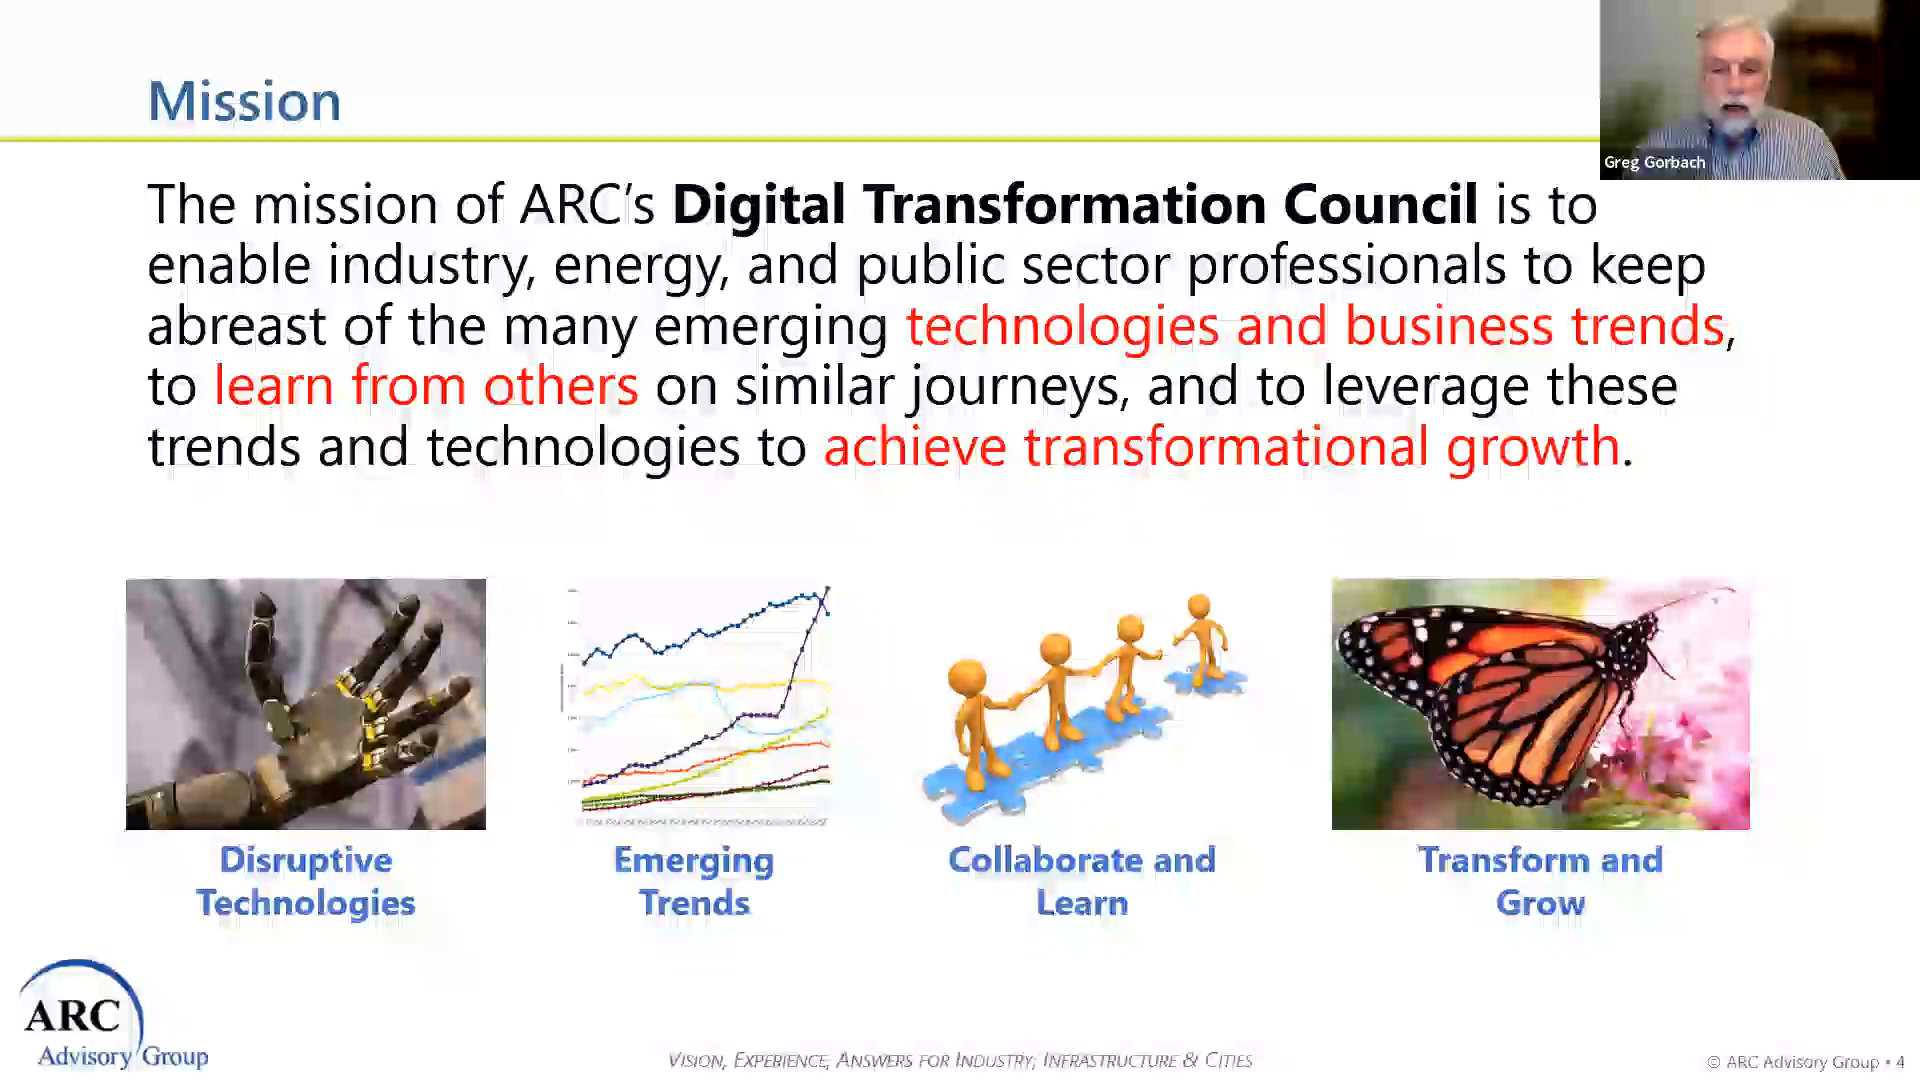 Mission
Greg Gorbach
The mission of ARC's Digital Transformation Council is to
enable industry, energy, and public sector professionals to keep
abreast of the many emerging technologies and business trends,
to learn from others on similar journeys, and to leverage these
trends and technologies to achieve transformational growth.
Disruptive
Technologies
Emerging
Trends
Collaborate and
Learn
Transform and
Grow
ARC
Advisory Group
VISION, EXPERIENCE, ANSWERS FOR INDUSTRY, INFRASTRUCTURE & CITIES
© ARC Advisory Group • 4